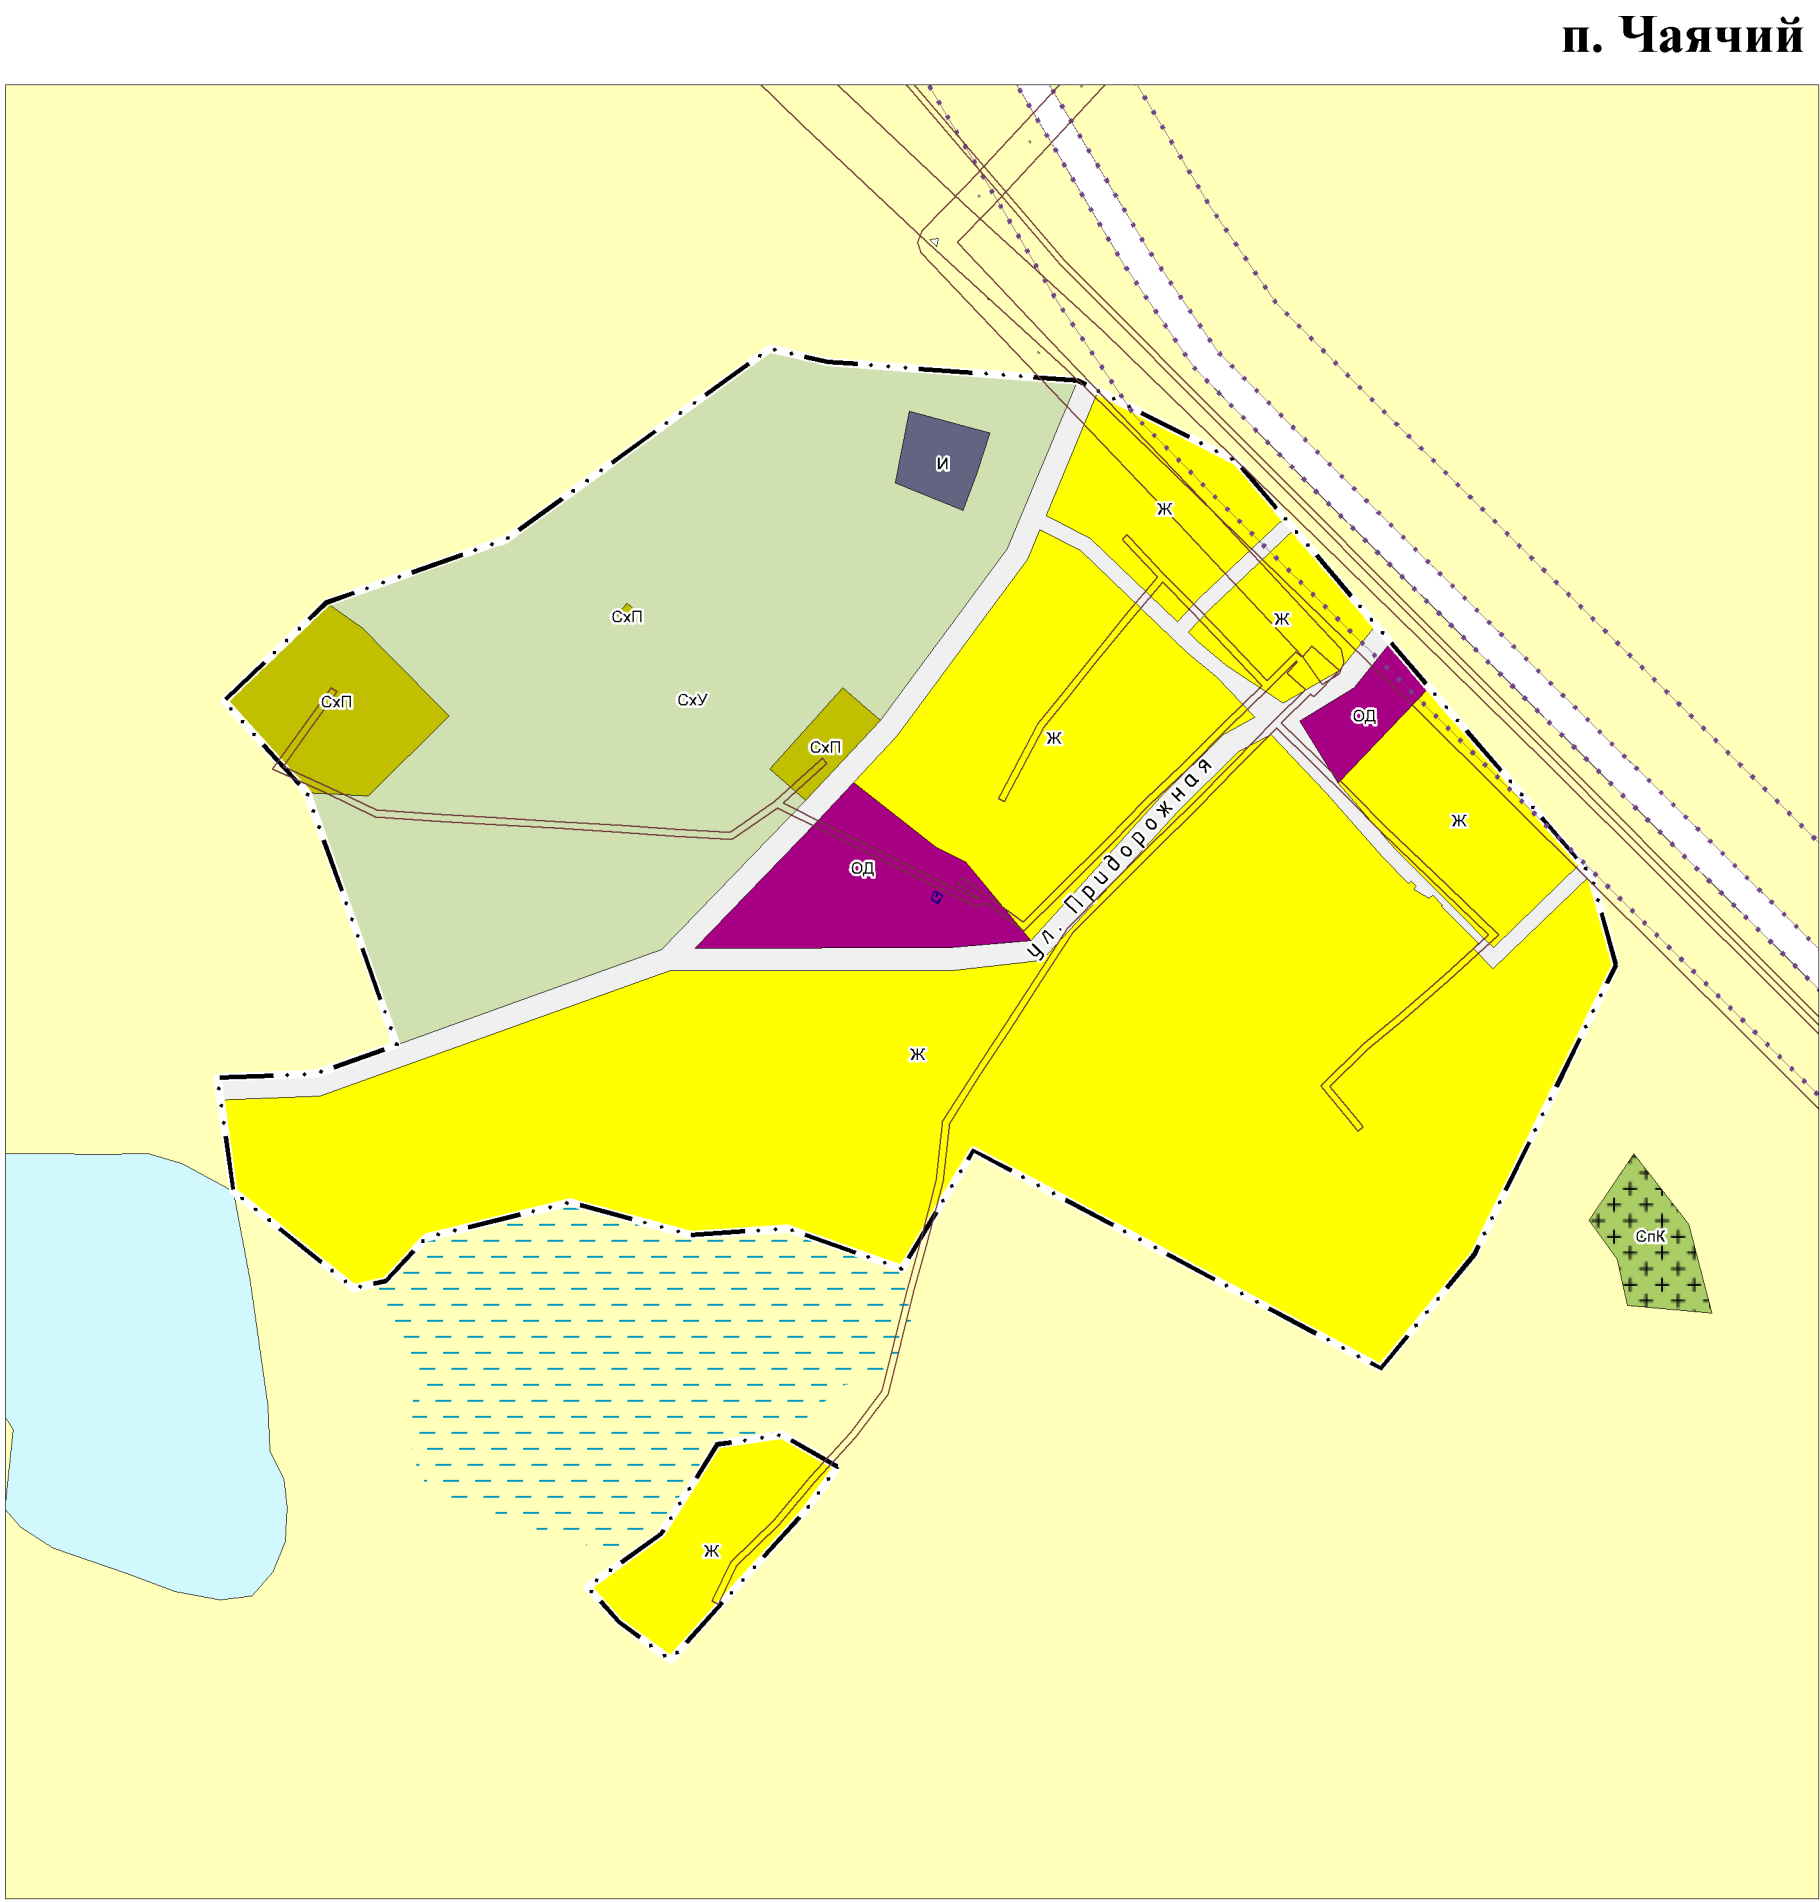 п. Чаячий
И
Ж
СхП
Ж
СхП
СхУ
ОД
Ж
СхП
ул. Придорожная
Ж
ОД
Ж
СпК
Ж